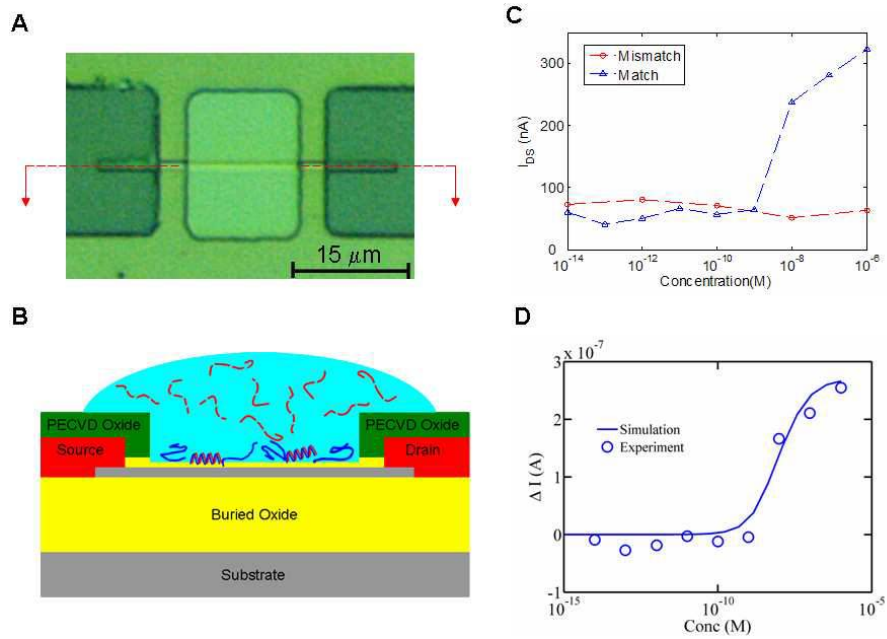 A
15 μm
B
PECVD Oxide
PECVD Oxide
Source
Drain
Buried Oxide
Substrate
C
Mismatch
Match
I_DS (nA)
350
300
200
100
50
0
10^-14
10^-12
10^-10
10^-8
10^-6
Concentration(M)
D
3 x 10^-7
2
1
0
-1
Simulation
Experiment
Δ I (A)
10^-15
10^-10
10^-5
Conc (M)